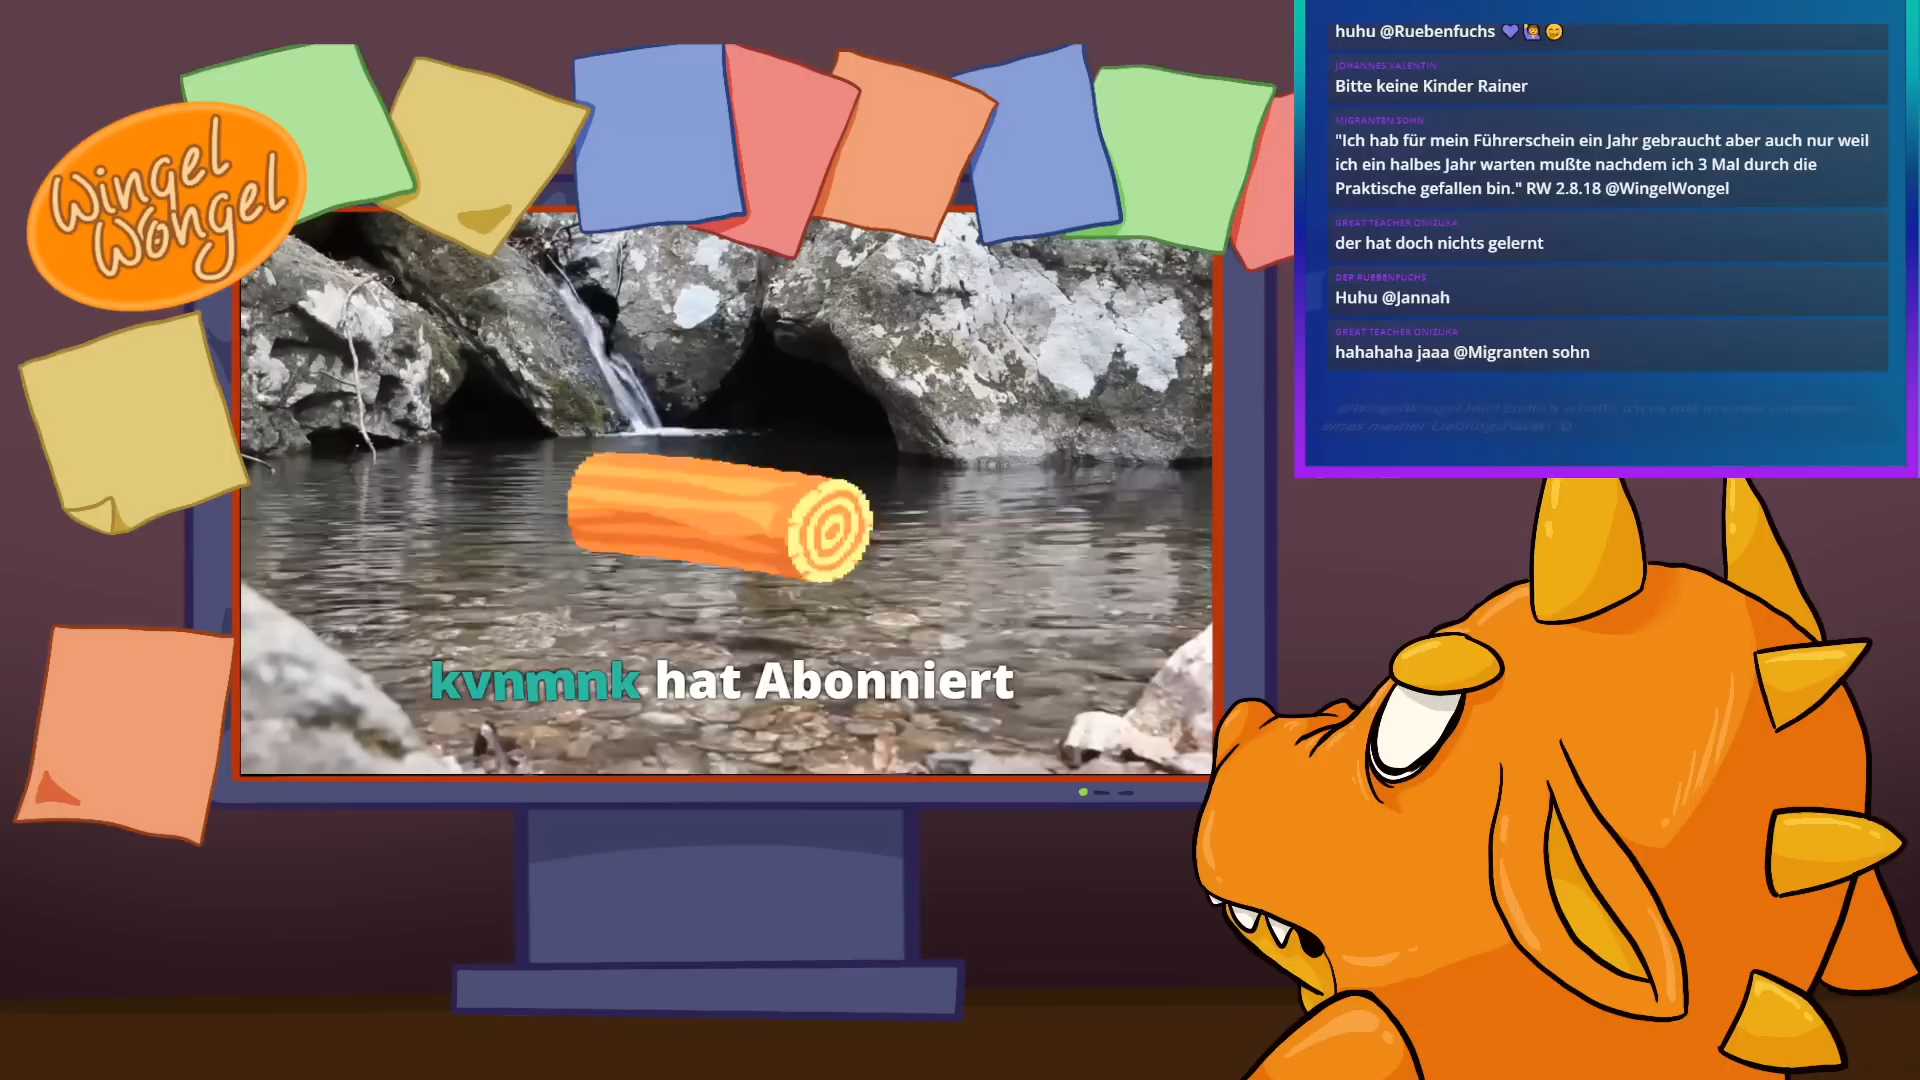 Wingel
Wongel
huhu @Ruebenfuchs 💜 🙋 😊
JOHANNES VALENTIN
Bitte keine Kinder Rainer
MIGRANTEN SOHN
"Ich hab für mein Führerschein ein Jahr gebraucht aber auch nur weil
ich ein halbes Jahr warten mußte nachdem ich 3 Mal durch die
Praktische gefallen bin." RW 2.8.18 @WingelWongel
GREAT TEACHER ONIZUKA
der hat doch nichts gelernt
DER RUEBENFUCHS
Huhu @Jannah
GREAT TEACHER ONIZUKA
hahahaha jaaa @Migranten sohn
kvnmnk hat Abonniert